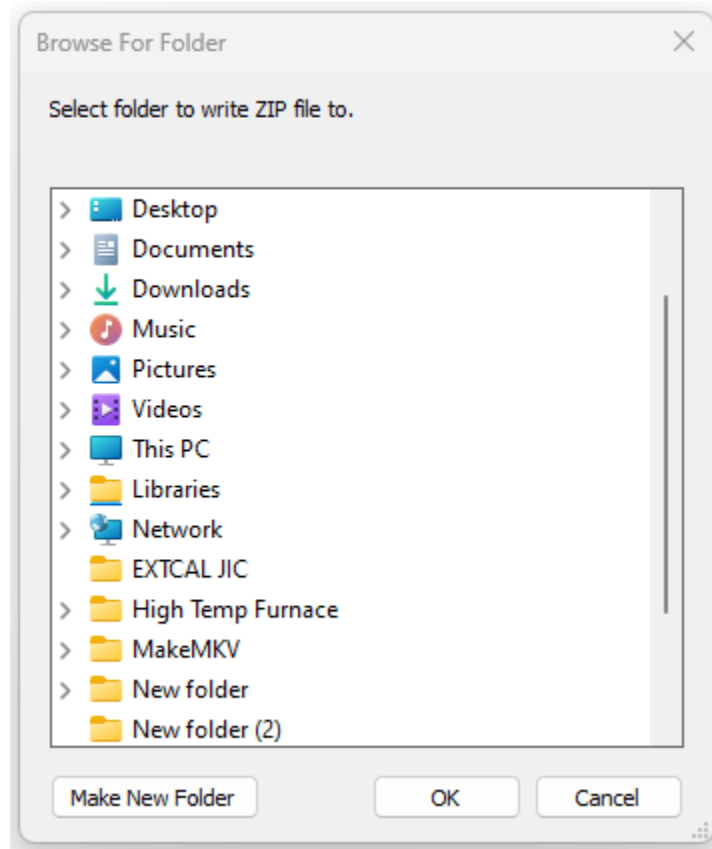 Browse For Folder
Select folder to write ZIP file to.
Desktop
Documents
Downloads
Music
Pictures
Videos
This PC
Libraries
Network
EXTCAL JIC
High Temp Furnace
MakeMKV
New folder
New folder (2)
Make New Folder OK Cancel